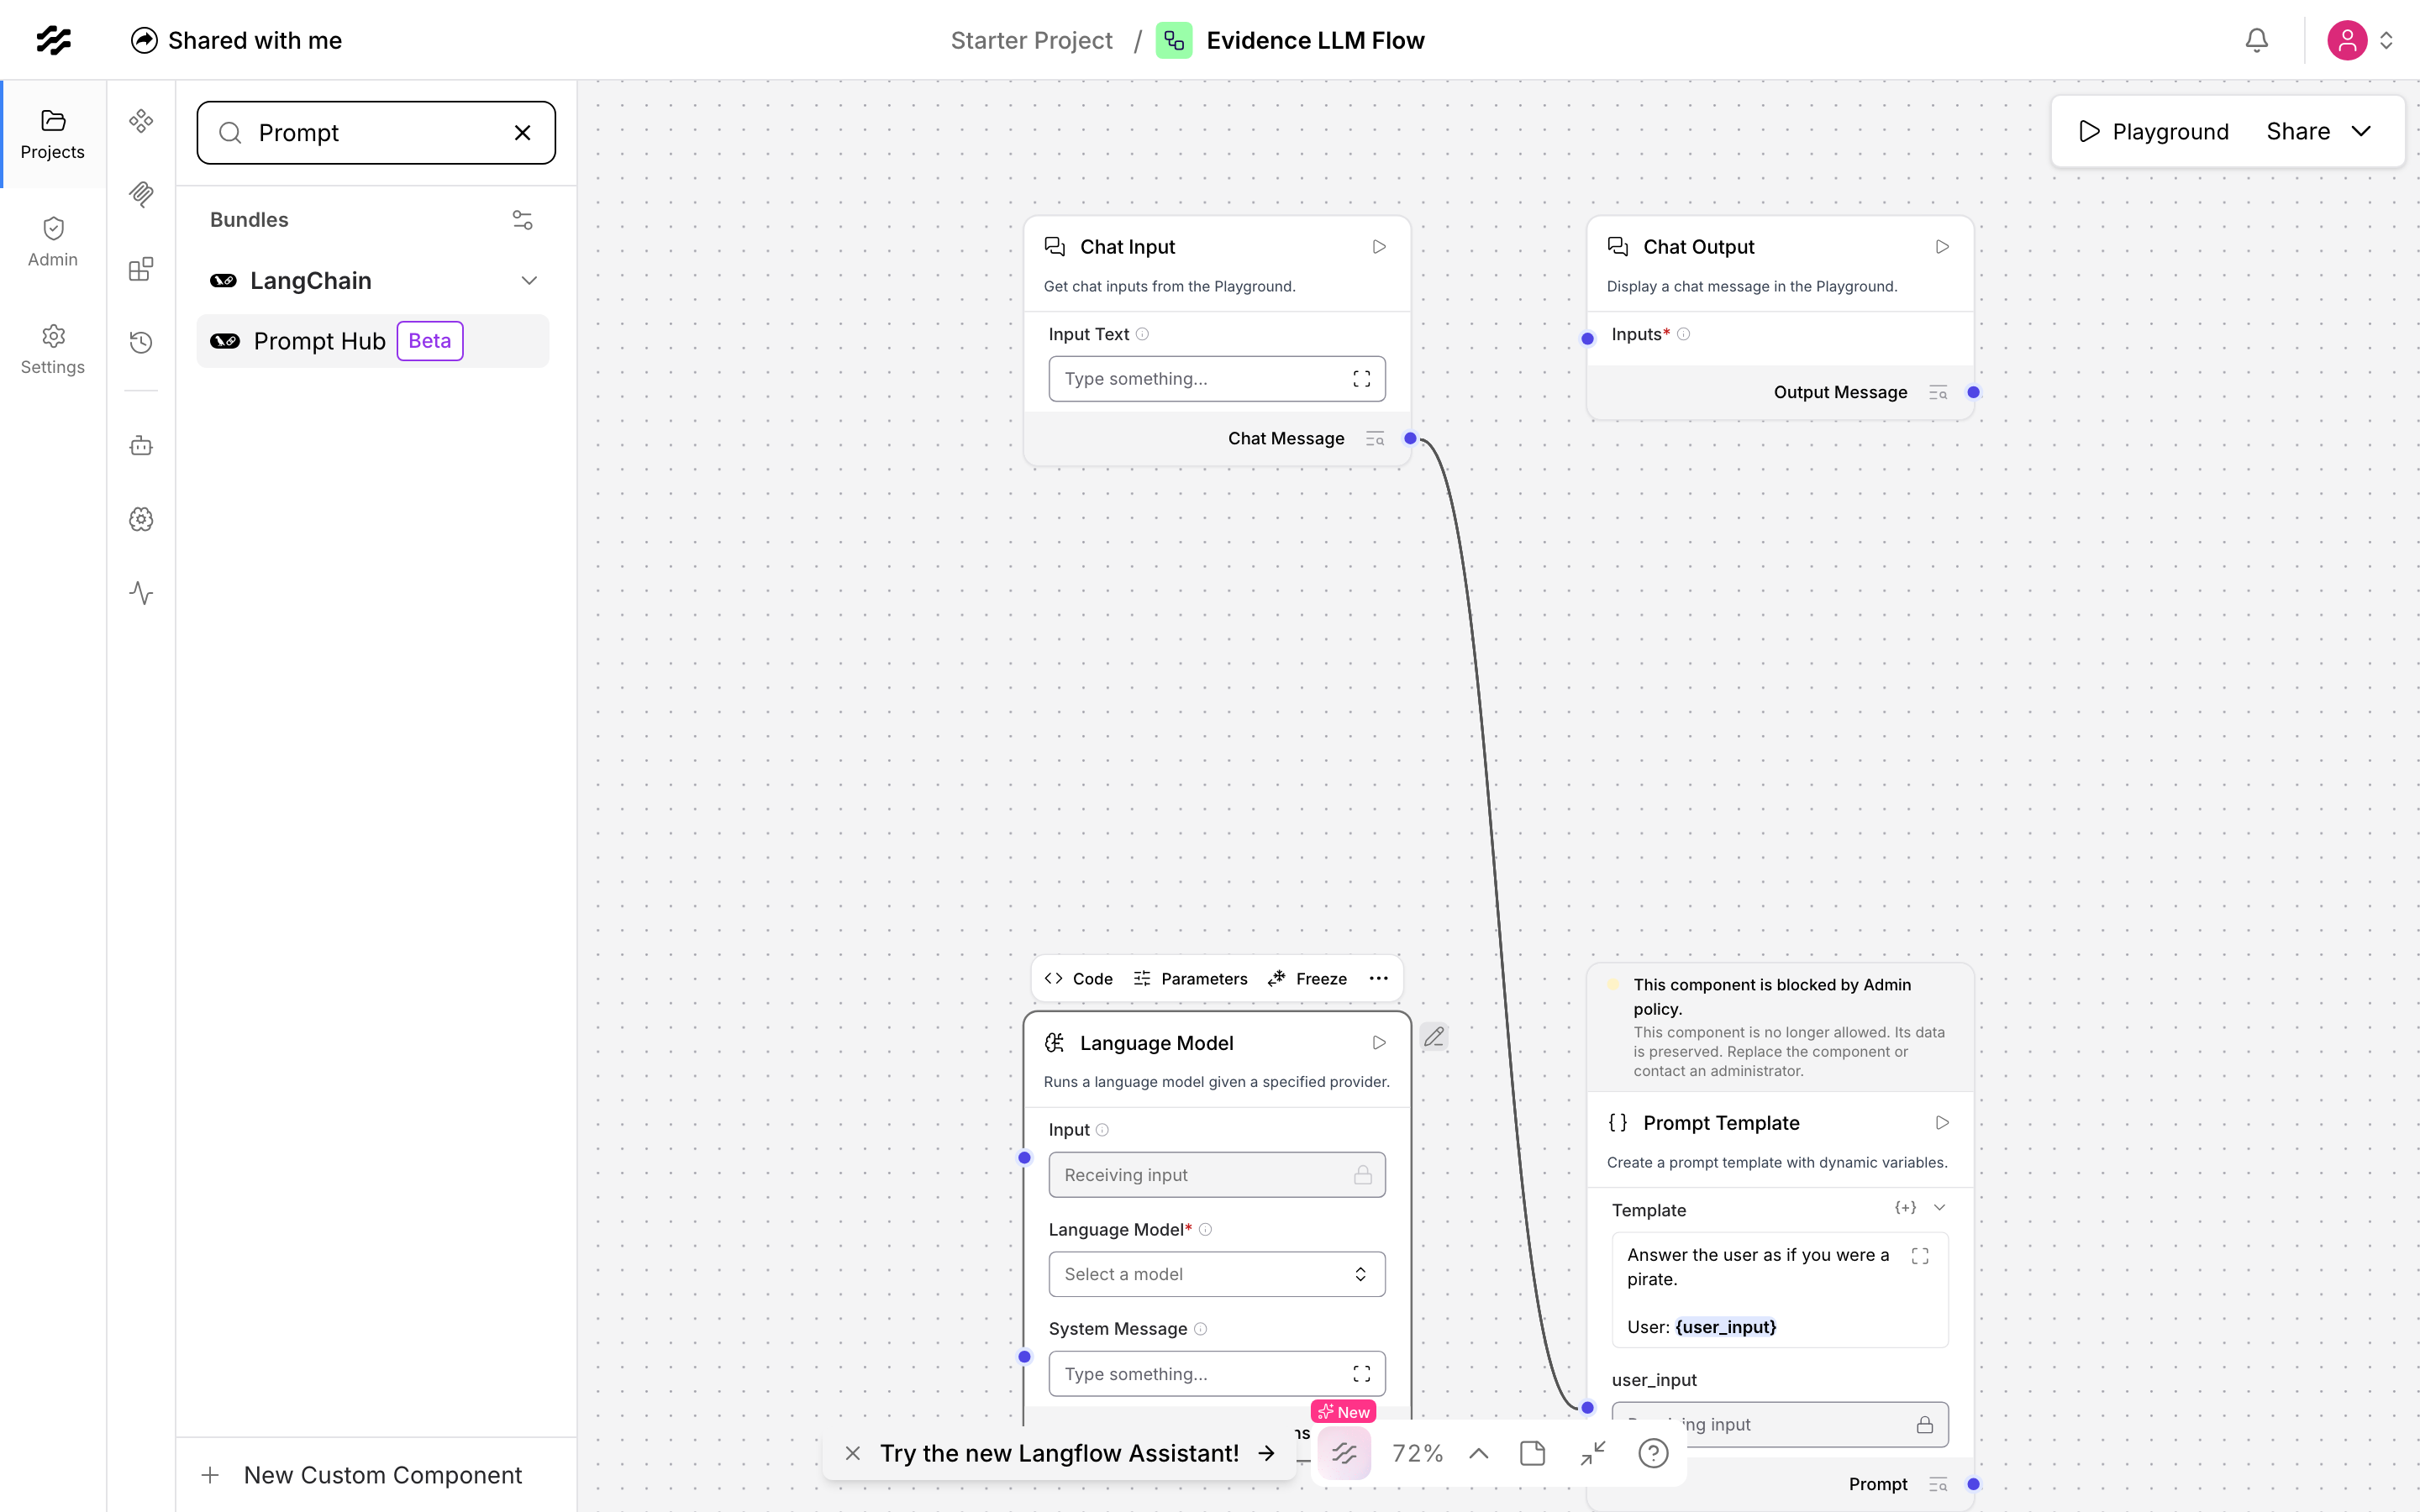 Shared with me
Starter Project / Evidence LLM Flow
Projects
Admin
Settings
Prompt
Bundles
LangChain
Prompt Hub Beta
New Custom Component
Playground Share
Chat Input
Get chat inputs from the Playground.
Input Text
Type something...
Chat Message
Chat Output
Display a chat message in the Playground.
Inputs*
Output Message
Code Parameters Freeze
Language Model
Runs a language model given a specified provider.
Input
Receiving input
Language Model*
Select a model
System Message
Type something...
This component is blocked by Admin
policy.
This component is no longer allowed. Its data
is preserved. Replace the component or
contact an administrator.
Prompt Template
Create a prompt template with dynamic variables.
Template {+}
Answer the user as if you were a
pirate.
User: {user_input}
user_input
input
Prompt
New
Try the new Langflow Assistant!
72%